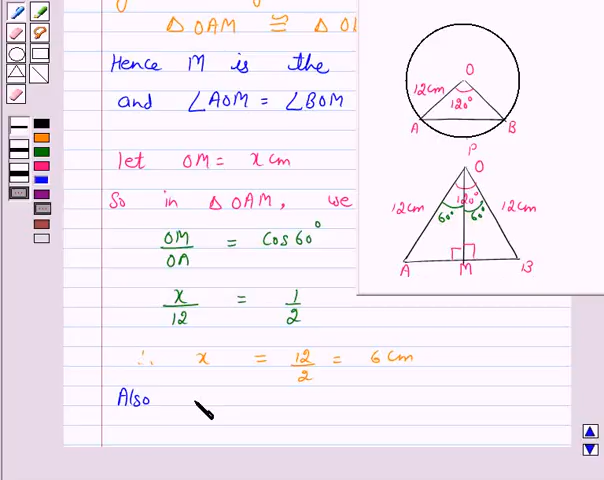 △ OAM ≅ △ O
Hence M is the
and ∠AOM = ∠BOM
let OM = x cm
So in △ OAM, we
OM/OA = Cos 60°
x/12 = 1/2
∴ x = 12/2 = 6 cm
Also
O
12cm
120°
A
B
P
O
12cm
120°
12cm
60°
60°
A
M
B